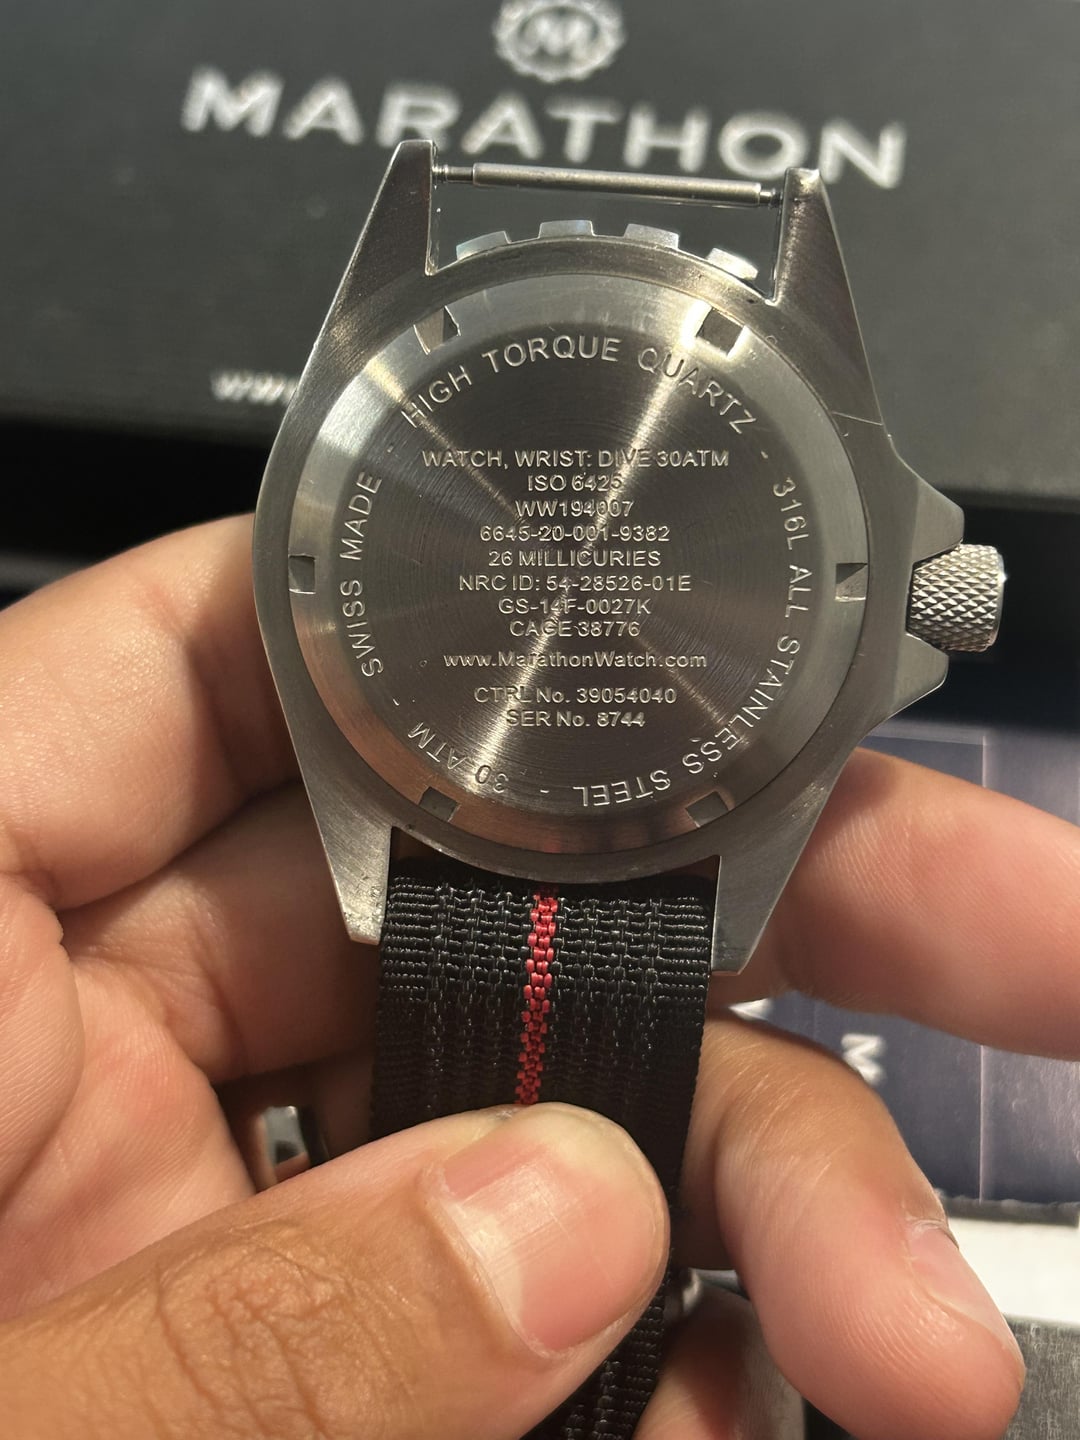 M
MARATHON
www
HIGH TORQUE QUARTZ - 316L ALL STAINLESS STEEL - 30 ATM - SWISS MADE
WATCH, WRIST: DIVE 30ATM
ISO 6425
WW194007
6645-20-001-9382
26 MILLICURIES
NRC ID: 54-28526-01E
GS-14F-0027K
CAGE 38776
www.MarathonWatch.com
CTRL No. 39054040
SER No. 8744